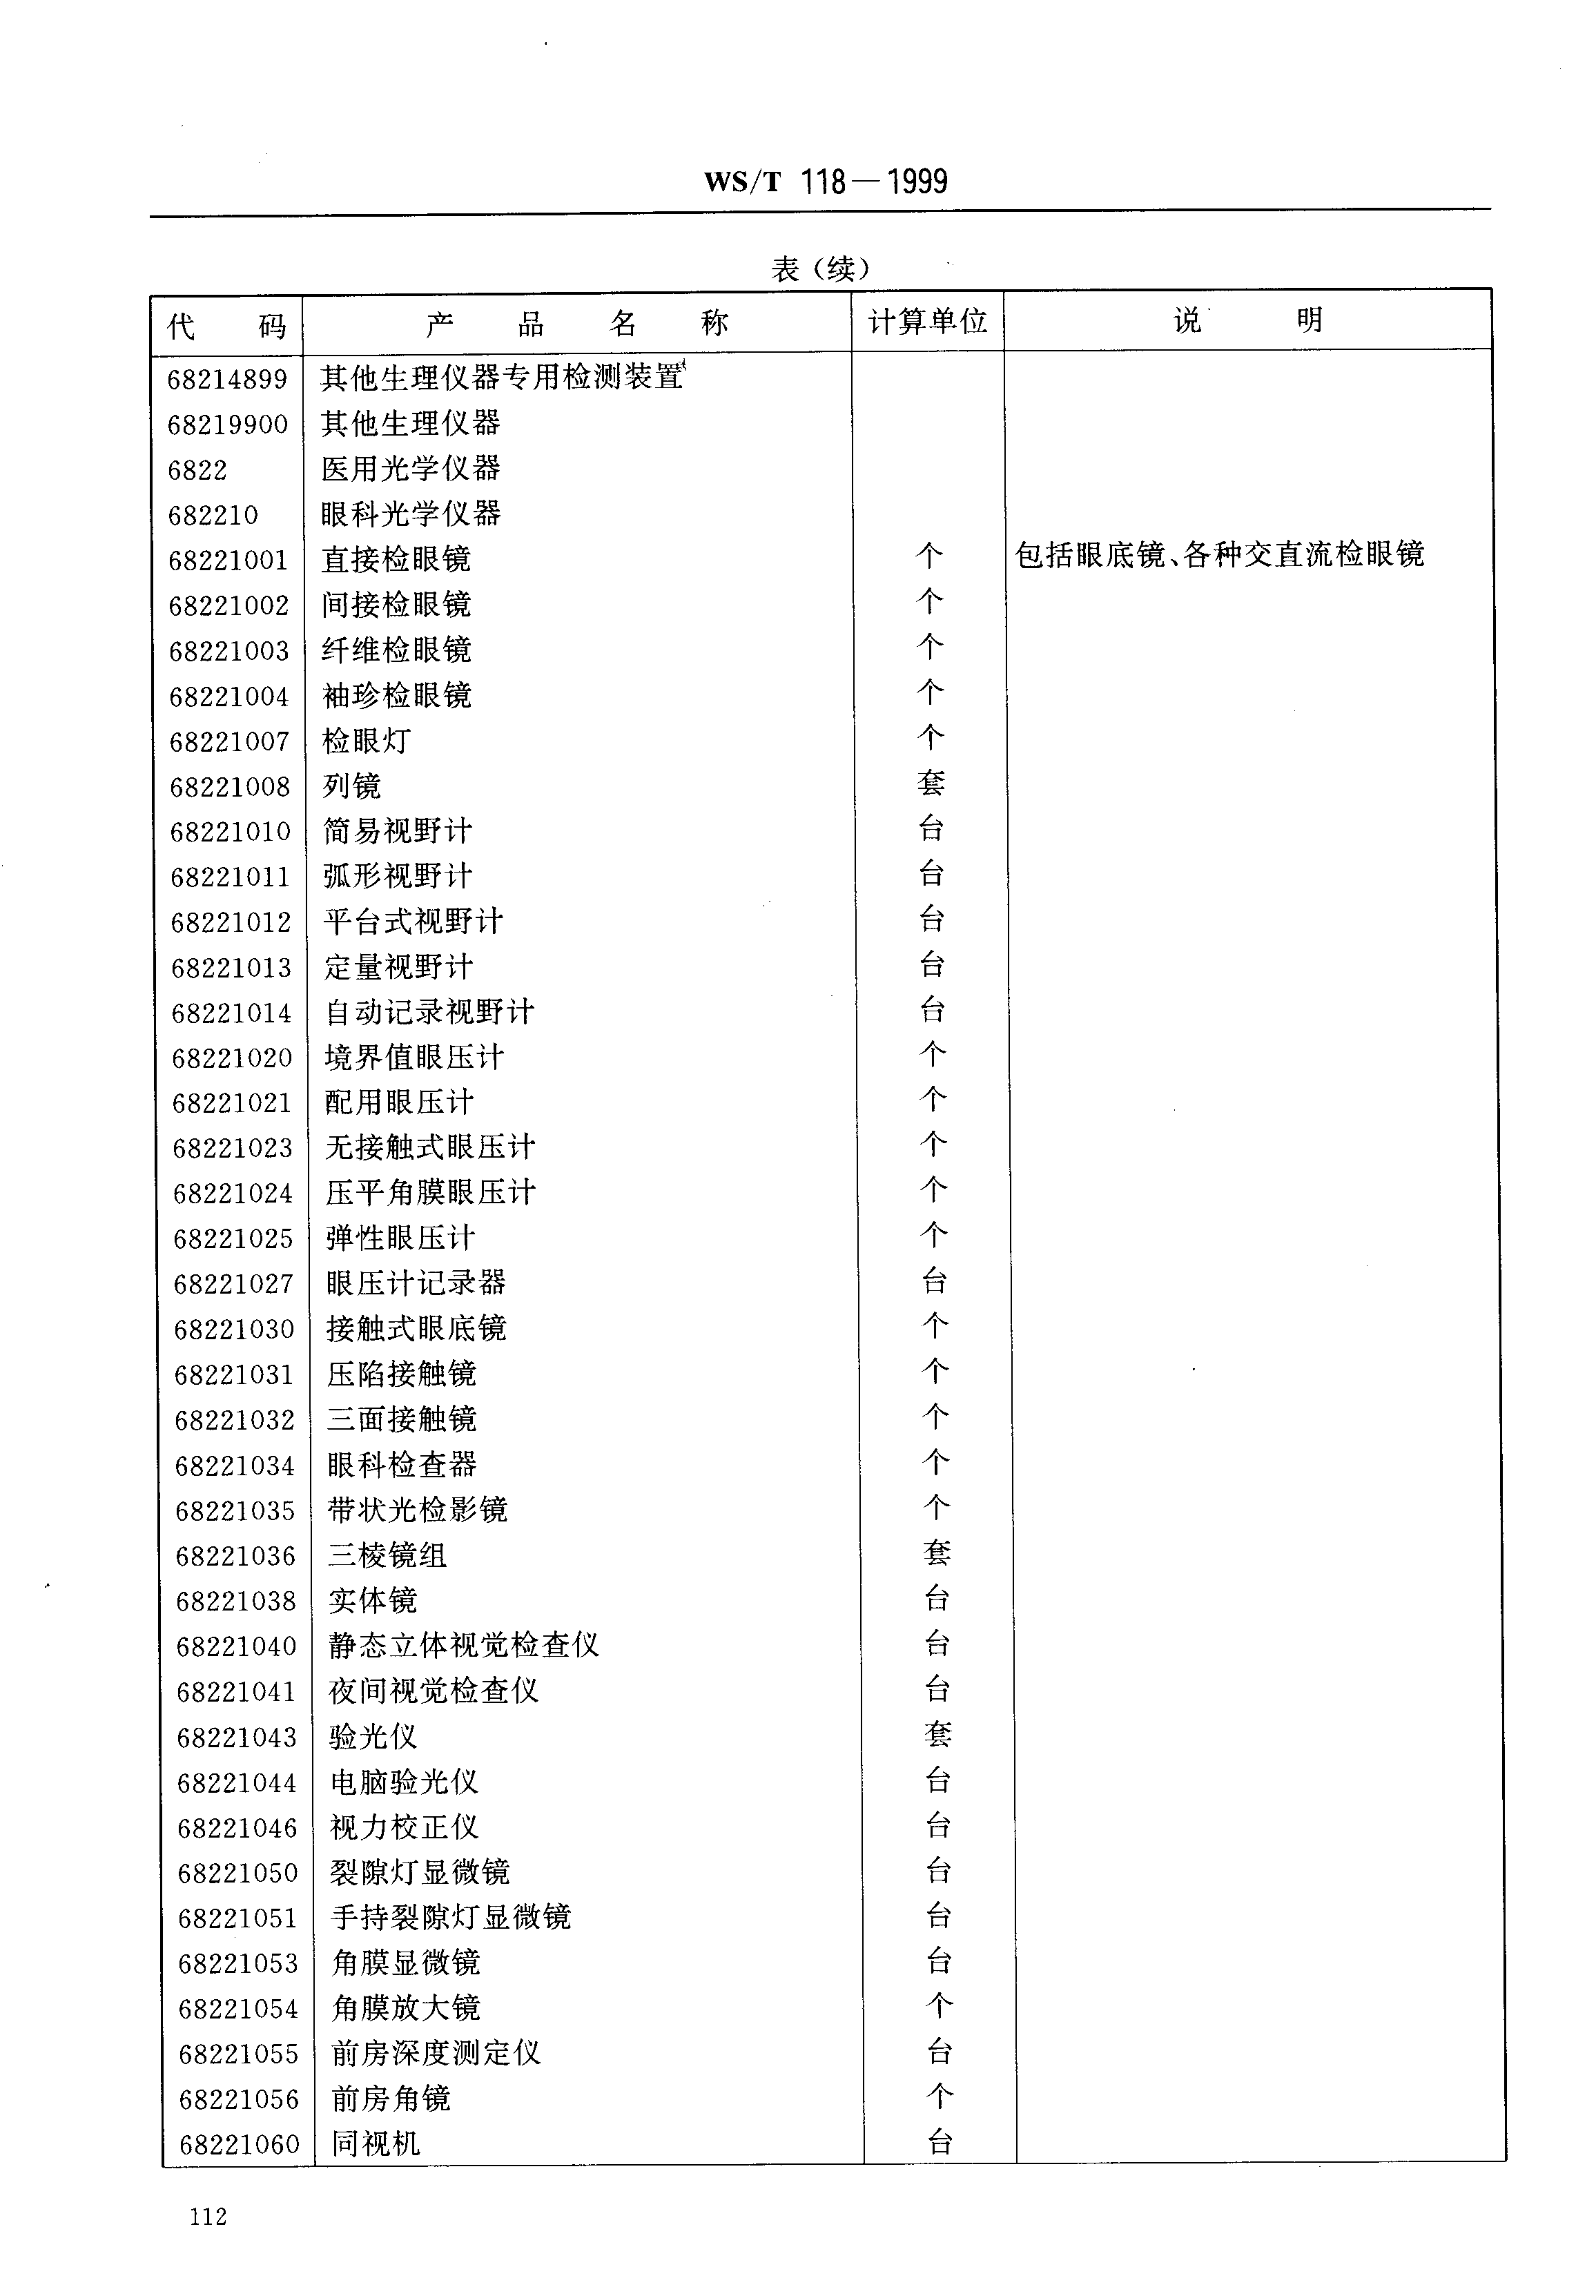 WS/T 118—1999
表(续)
代 码 产 品 名 称 计算单位 说 明
68214899 其他生理仪器专用检测装置
68219900 其他生理仪器
6822 医用光学仪器
682210 眼科光学仪器
68221001 直接检眼镜 个 包括眼底镜、各种交直流检眼镜
68221002 间接检眼镜 个
68221003 纤维检眼镜 个
68221004 袖珍检眼镜 个
68221007 检眼灯 个
68221008 列镜 套
68221010 简易视野计 台
68221011 弧形视野计 台
68221012 平台式视野计 台
68221013 定量视野计 台
68221014 自动记录视野计 台
68221020 境界值眼压计 个
68221021 配用眼压计 个
68221023 无接触式眼压计 个
68221024 压平角膜眼压计 个
68221025 弹性眼压计 个
68221027 眼压计记录器 台
68221030 接触式眼底镜 个
68221031 压陷接触镜 个
68221032 三面接触镜 个
68221034 眼科检查器 个
68221035 带状光检影镜 个
68221036 三棱镜组 套
68221038 实体镜 台
68221040 静态立体视觉检查仪 台
68221041 夜间视觉检查仪 台
68221043 验光仪 套
68221044 电脑验光仪 台
68221046 视力校正仪 台
68221050 裂隙灯显微镜 台
68221051 手持裂隙灯显微镜 台
68221053 角膜显微镜 台
68221054 角膜放大镜 个
68221055 前房深度测定仪 台
68221056 前房角镜 个
68221060 同视机 台
112